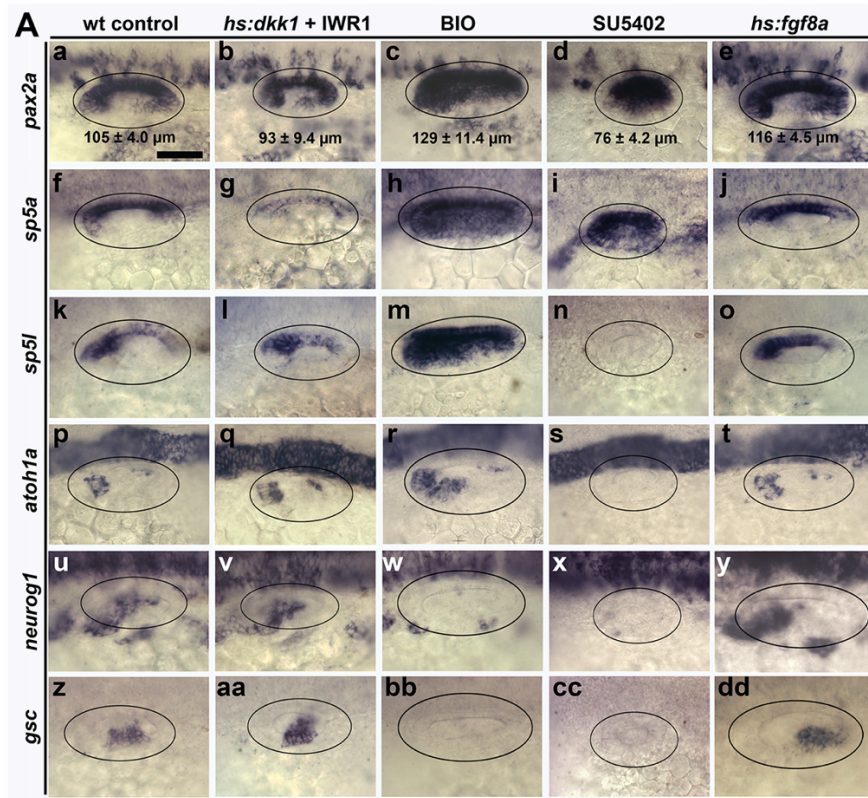 A
wt control hs:dkk1 + IWR1 BIO SU5402 hs:fgf8a
pax2a
a b c d e
105 ± 4.0 μm 93 ± 9.4 μm 129 ± 11.4 μm 76 ± 4.2 μm 116 ± 4.5 μm
sp5a
f g h i j
sp5l
k l m n o
atoh1a
p q r s t
neurog1
u v w x y
gsc
z aa bb cc dd